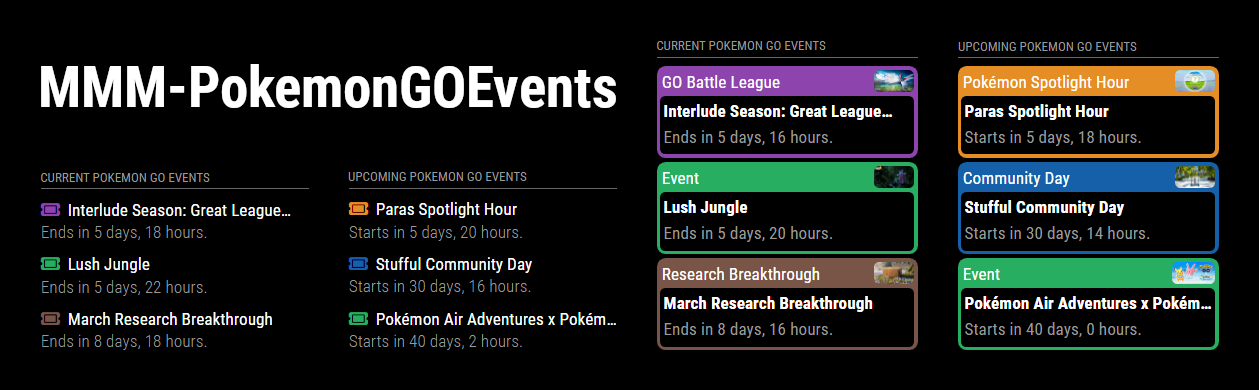 MMM-PokemonGOEvents
CURRENT POKEMON GO EVENTS
Interlude Season: Great League…
Ends in 5 days, 18 hours.
Lush Jungle
Ends in 5 days, 22 hours.
March Research Breakthrough
Ends in 8 days, 18 hours.
UPCOMING POKEMON GO EVENTS
Paras Spotlight Hour
Starts in 5 days, 20 hours.
Stufful Community Day
Starts in 30 days, 16 hours.
Pokémon Air Adventures x Pokém…
Starts in 40 days, 2 hours.
CURRENT POKEMON GO EVENTS
GO Battle League
Interlude Season: Great League…
Ends in 5 days, 16 hours.
Event
Lush Jungle
Ends in 5 days, 20 hours.
Research Breakthrough
March Research Breakthrough
Ends in 8 days, 16 hours.
UPCOMING POKEMON GO EVENTS
Pokémon Spotlight Hour
Paras Spotlight Hour
Starts in 5 days, 18 hours.
Community Day
Stufful Community Day
Starts in 30 days, 14 hours.
Event
Pokémon Air Adventures x Pokém…
Starts in 40 days, 0 hours.